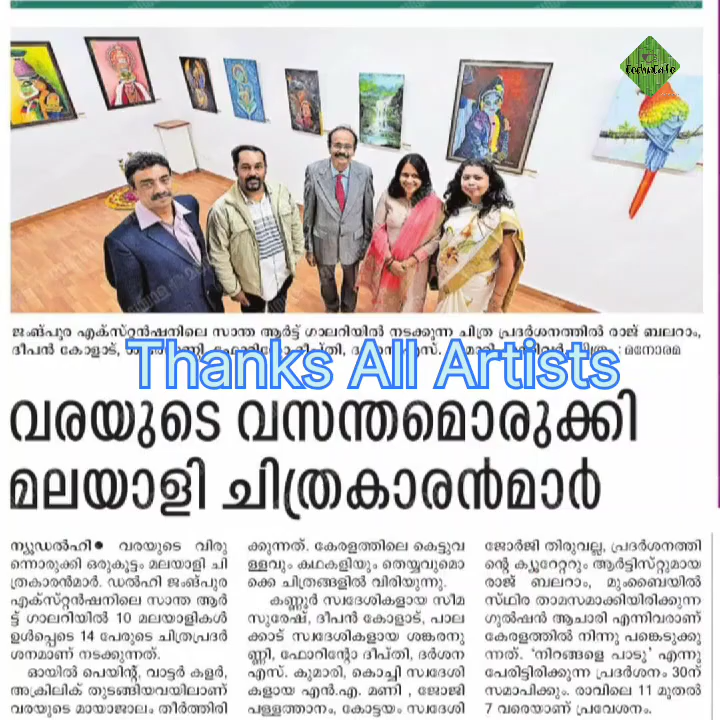 ജംങ്പുര എക്സ്റ്റൻഷനിലെ സാന്ത ആർട്ട് ഗാലറിയിൽ നടക്കുന്ന ചിത്ര പ്രദർശനത്തിൽ രാജ് ബലറാം,
ദീപൻ കോളാട്, ദീപ്തി, എസ്. : മനോരമ
Thanks All Artists
വരയുടെ വസന്തമൊരുക്കി
മലയാളി ചിത്രകാരൻമാർ
ന്യൂഡൽഹി ● വരയുടെ വിരു
ന്നൊരുക്കി ഒരുകൂട്ടം മലയാളി ചി
ത്രകാരൻമാർ. ഡൽഹി ജംങ്പുര
എക്സ്റ്റൻഷനിലെ സാന്ത ആർ
ട്ട് ഗാലറിയിൽ 10 മലയാളികൾ
ഉൾപ്പെടെ 14 പേരുടെ ചിത്രപ്രദർ
ശനമാണ് നടക്കുന്നത്.
ഓയിൽ പെയിന്റ്, വാട്ടർ കളർ,
അക്രിലിക് തുടങ്ങിയവയിലാണ്
വരയുടെ മായാജാലം തീർത്തിരി
ക്കുന്നത്. കേരളത്തിലെ കെട്ടുവ
ള്ളവും കഥകളിയും തെയ്യവുമൊ
ക്കെ ചിത്രങ്ങളിൽ വിരിയുന്നു.
കണ്ണൂർ സ്വദേശികളായ സീമ
സുരേഷ്, ദീപൻ കോളാട്, പാല
ക്കാട് സ്വദേശികളായ ശങ്കരനു
ണ്ണി, ഫോറിന്റോ ദീപ്തി, ദർശന
എസ്. കുമാരി, കൊച്ചി സ്വദേശി
കളായ എൻ.എ. മണി , ജോജി
പള്ളത്താനം, കോട്ടയം സ്വദേശി
ജോർജി തിരുവല്ല, പ്രദർശനത്തി
ന്റെ ക്യൂറേറ്ററും ആർട്ടിസ്റ്റുമായ
രാജ് ബലറാം, മുംബൈയിൽ
സ്ഥിര താമസമാക്കിയിരിക്കുന്ന
ഗുൽഷൻ ആചാരി എന്നിവരാണ്
കേരളത്തിൽ നിന്നു പങ്കെടുക്കു
ന്നത്. ‘നിറങ്ങളെ പാടൂ’ എന്നു
പേരിട്ടിരിക്കുന്ന പ്രദർശനം 30ന്
സമാപിക്കും. രാവിലെ 11 മുതൽ
7 വരെയാണ് പ്രവേശനം.